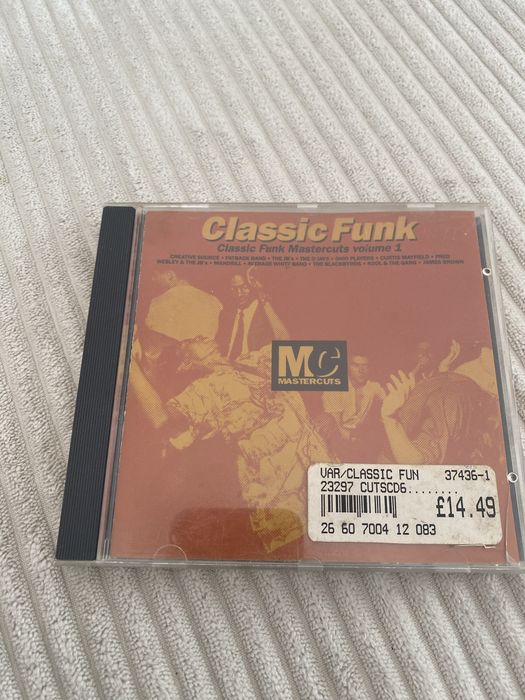 Classic Funk
Classic Funk Mastercuts volume 1
CREATIVE SOURCE • FATBACK BAND • THE JB's • THE O'JAYS • OHIO PLAYERS • CURTIS MAYFIELD • FRED
WESLEY & THE JB's • MANDRILL • AVERAGE WHITE BAND • THE BLACKBYRDS • KOOL & THE GANG • JAMES BROWN
MC
MASTERCUTS
VAR/CLASSIC FUN 37436-1
23297 CUTSCD6........
£14.49
26 60 7004 12 083